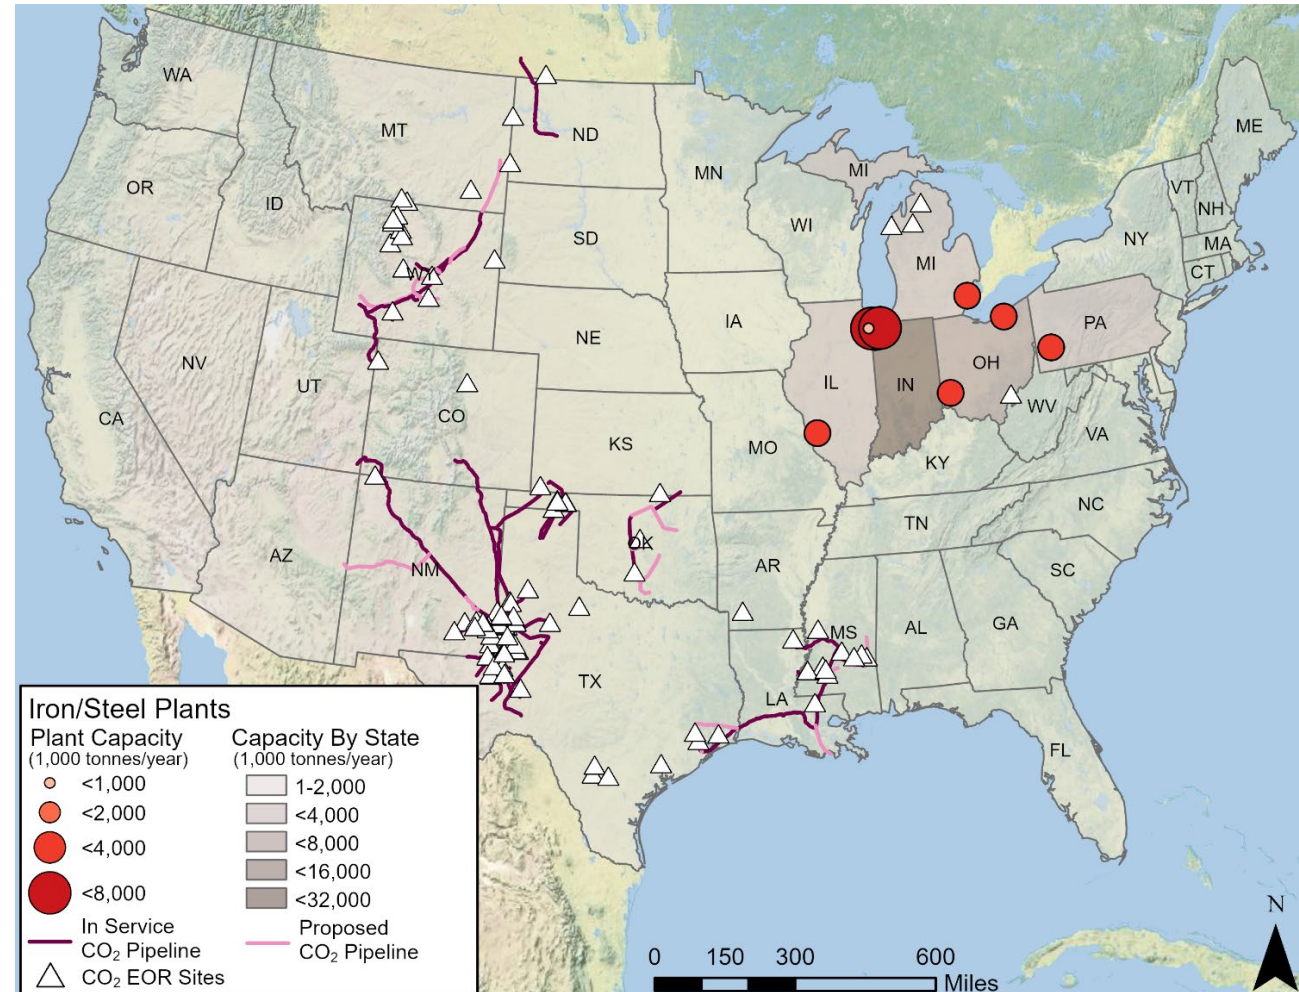 WA
MT
ND
MN
ME
OR
ID
SD
WI
MI
MI
VT
NH
NY
MA
CT
WY
NE
IA
PA
NV
UT
CO
IL
IN
OH
WV
VA
CA
KS
MO
KY
NC
AZ
NM
OK
AR
TN
SC
TX
LA
MS
AL
GA
FL
Iron/Steel Plants
Plant Capacity
(1,000 tonnes/year)
<1,000
<2,000
<4,000
<8,000
In Service
CO₂ Pipeline
CO₂ EOR Sites
Capacity By State
(1,000 tonnes/year)
1-2,000
<4,000
<8,000
<16,000
<32,000
Proposed
CO₂ Pipeline
N
0 150 300 600
Miles